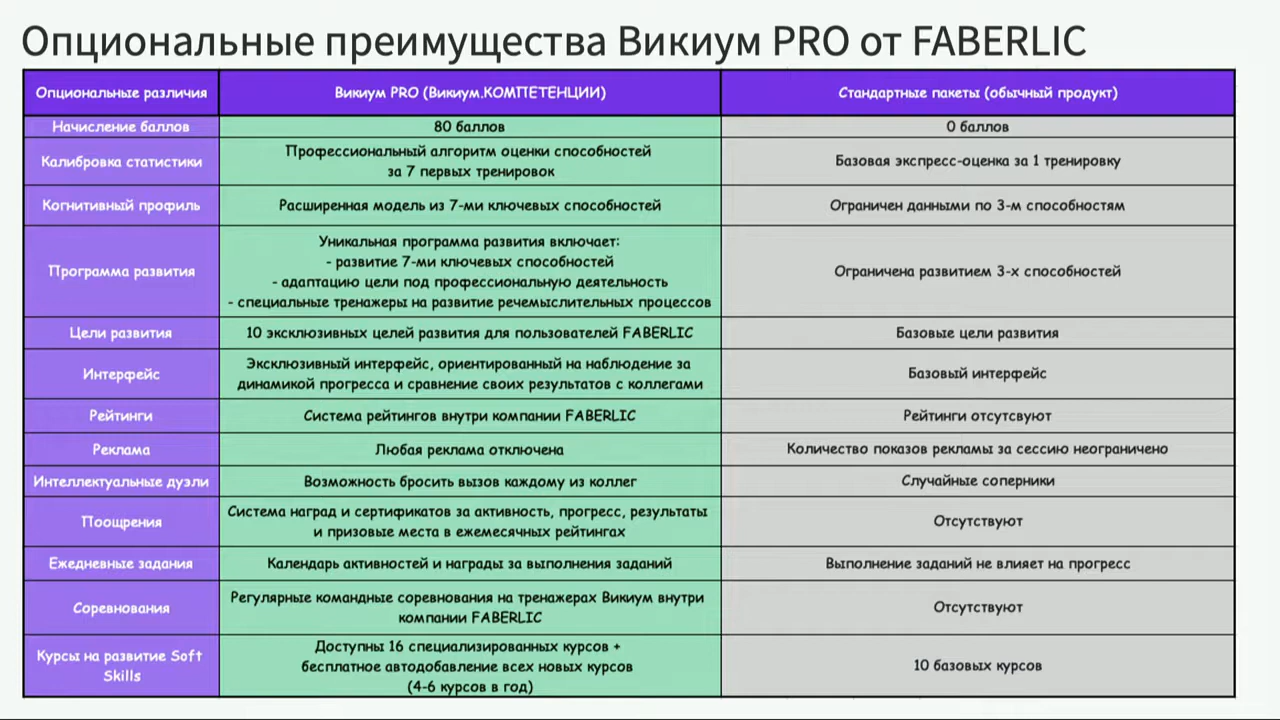 Опциональные преимущества Викиум PRO от FABERLIC
Опциональные различия
Викиум PRO (Викиум.КОМПЕТЕНЦИИ)
Стандартные пакеты (обычный продукт)
Начисление баллов
80 баллов
0 баллов
Калибровка статистики
Профессиональный алгоритм оценки способностей
за 7 первых тренировок
Базовая экспресс-оценка за 1 тренировку
Когнитивный профиль
Расширенная модель из 7-ми ключевых способностей
Ограничен данными по 3-м способностям
Программа развития
Уникальная программа развития включает:
- развитие 7-ми ключевых способностей
- адаптацию цели под профессиональную деятельность
- специальные тренажеры на развитие речемыслительных процессов
Ограничена развитием 3-х способностей
Цели развития
10 эксклюзивных целей развития для пользователей FABERLIC
Базовые цели развития
Интерфейс
Эксклюзивный интерфейс, ориентированный на наблюдение за
динамикой прогресса и сравнение своих результатов с коллегами
Базовый интерфейс
Рейтинги
Система рейтингов внутри компании FABERLIC
Рейтинги отсутсвуют
Реклама
Любая реклама отключена
Количество показов рекламы за сессию неограничено
Интеллектуальные дуэли
Возможность бросить вызов каждому из коллег
Случайные соперники
Поощрения
Система наград и сертификатов за активность, прогресс, результаты
и призовые места в ежемесячных рейтингах
Отсутствуют
Ежедневные задания
Календарь активностей и награды за выполнения заданий
Выполнение заданий не влияет на прогресс
Соревнования
Регулярные командные соревнования на тренажерах Викиум внутри
компании FABERLIC
Отсутствуют
Курсы на развитие Soft
Skills
Доступны 16 специализированных курсов +
бесплатное автодобавление всех новых курсов
(4-6 курсов в год)
10 базовых курсов